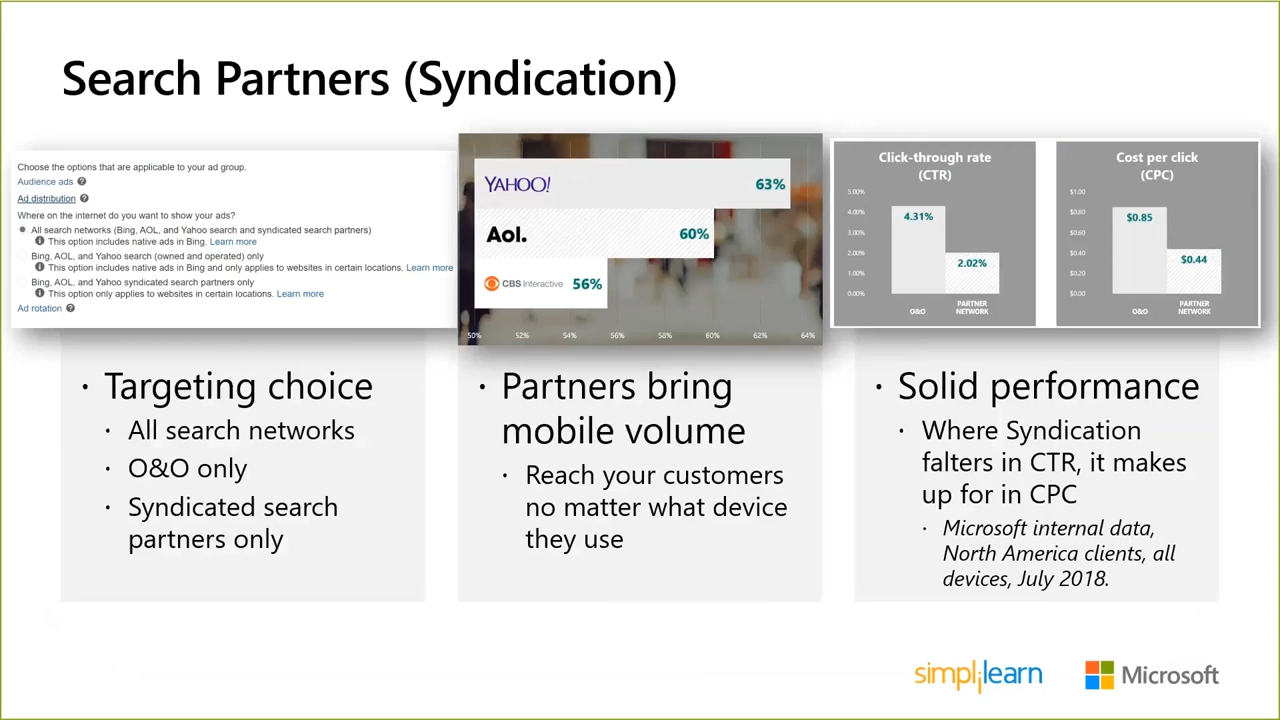 Search Partners (Syndication)
Choose the options that are applicable to your ad group.
Audience ads
Ad distribution
Where on the internet do you want to show your ads?
All search networks (Bing, AOL, and Yahoo search and syndicated search partners)
This option includes native ads in Bing. Learn more
Bing, AOL, and Yahoo search (owned and operated) only
This option includes native ads in Bing and only applies to websites in certain locations. Learn more
Bing, AOL, and Yahoo syndicated search partners only
This option only applies to websites in certain locations. Learn more
Ad rotation
YAHOO! 63%
Aol. 60%
CBS Interactive 56%
50% 52% 54% 56% 58% 60% 62% 64%
Click-through rate
(CTR)
5.00%
4.00%
3.00%
2.00%
1.00%
0.00%
4.31%
2.02%
O&O
PARTNER
NETWORK
Cost per click
(CPC)
$1.00
$0.80
$0.60
$0.40
$0.20
$0.00
$0.85
$0.44
O&O
PARTNER
NETWORK
• Targeting choice
• All search networks
• O&O only
• Syndicated search
partners only
• Partners bring
mobile volume
• Reach your customers
no matter what device
they use
• Solid performance
• Where Syndication
falters in CTR, it makes
up for in CPC
• Microsoft internal data,
North America clients, all
devices, July 2018.
simplilearn
Microsoft